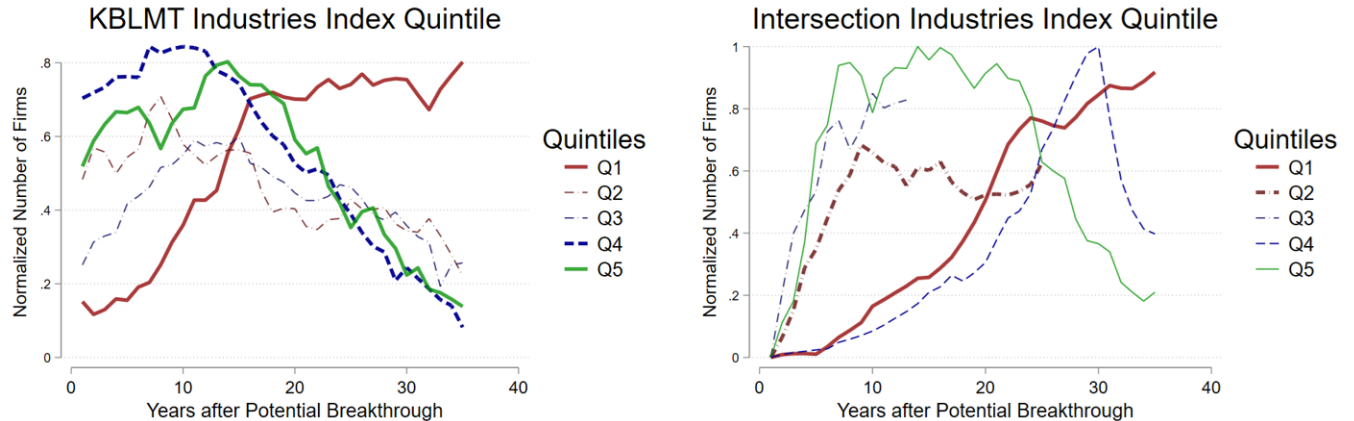 KBLMT Industries Index Quintile
Normalized Number of Firms
.8
.6
.4
.2
0
0 10 20 30 40
Years after Potential Breakthrough
Quintiles
Q1
Q2
Q3
Q4
Q5
Intersection Industries Index Quintile
Normalized Number of Firms
1
.8
.6
.4
.2
0
0 10 20 30 40
Years after Potential Breakthrough
Quintiles
Q1
Q2
Q3
Q4
Q5